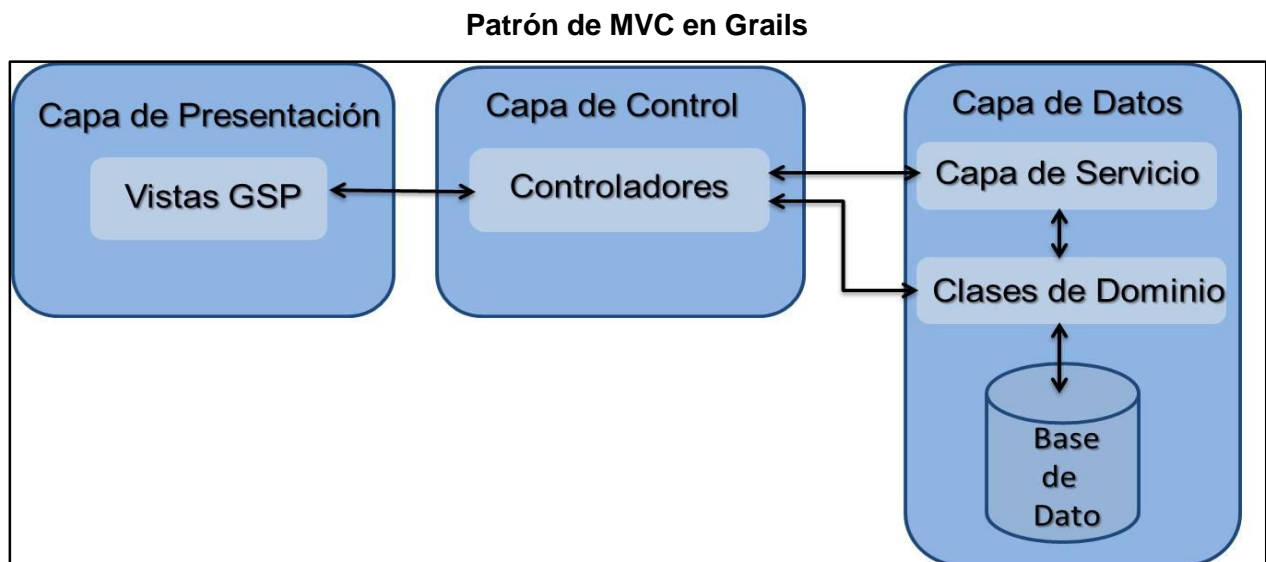 Patrón de MVC en Grails
Capa de Presentación
Vistas GSP
Capa de Control
Controladores
Capa de Datos
Capa de Servicio
Clases de Dominio
Base
de
Dato